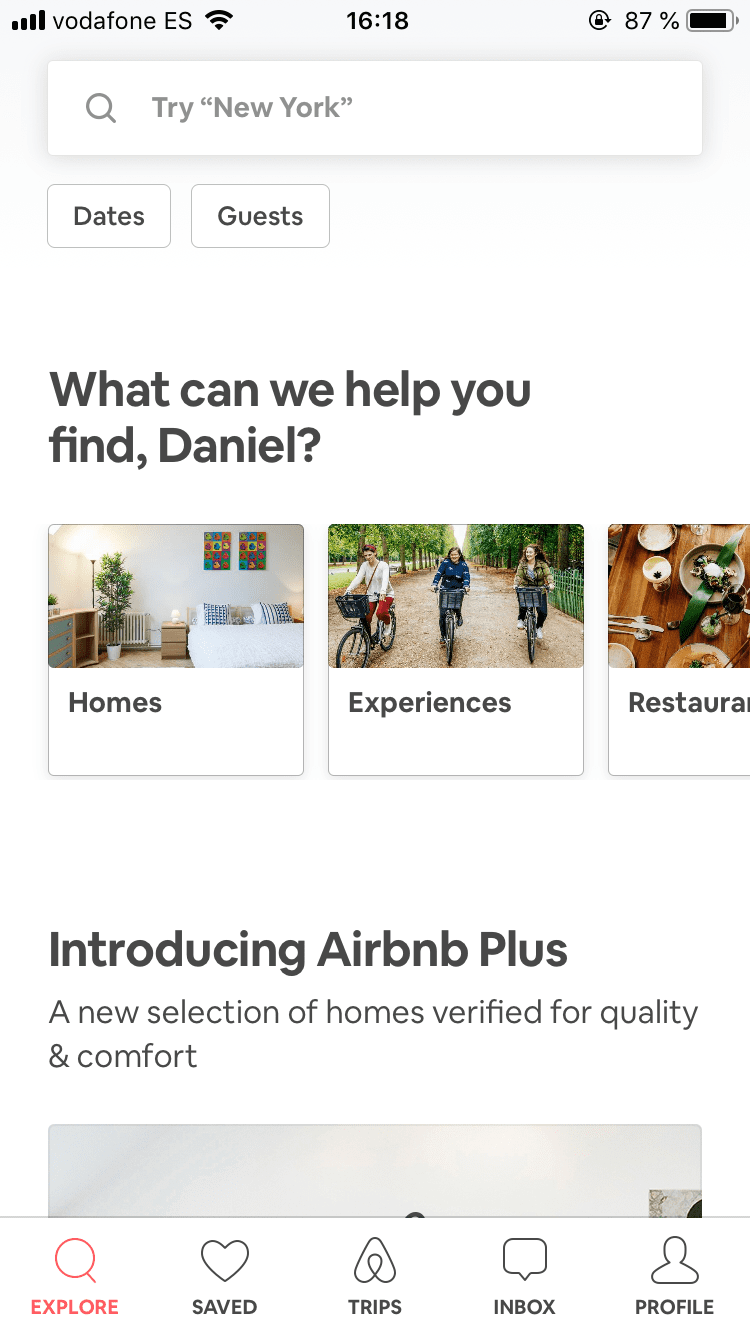 vodafone ES 16:18 87 %
Try “New York”
Dates Guests
What can we help you
find, Daniel?
Homes Experiences
Introducing Airbnb Plus
A new selection of homes verified for quality
& comfort
EXPLORE SAVED TRIPS INBOX PROFILE